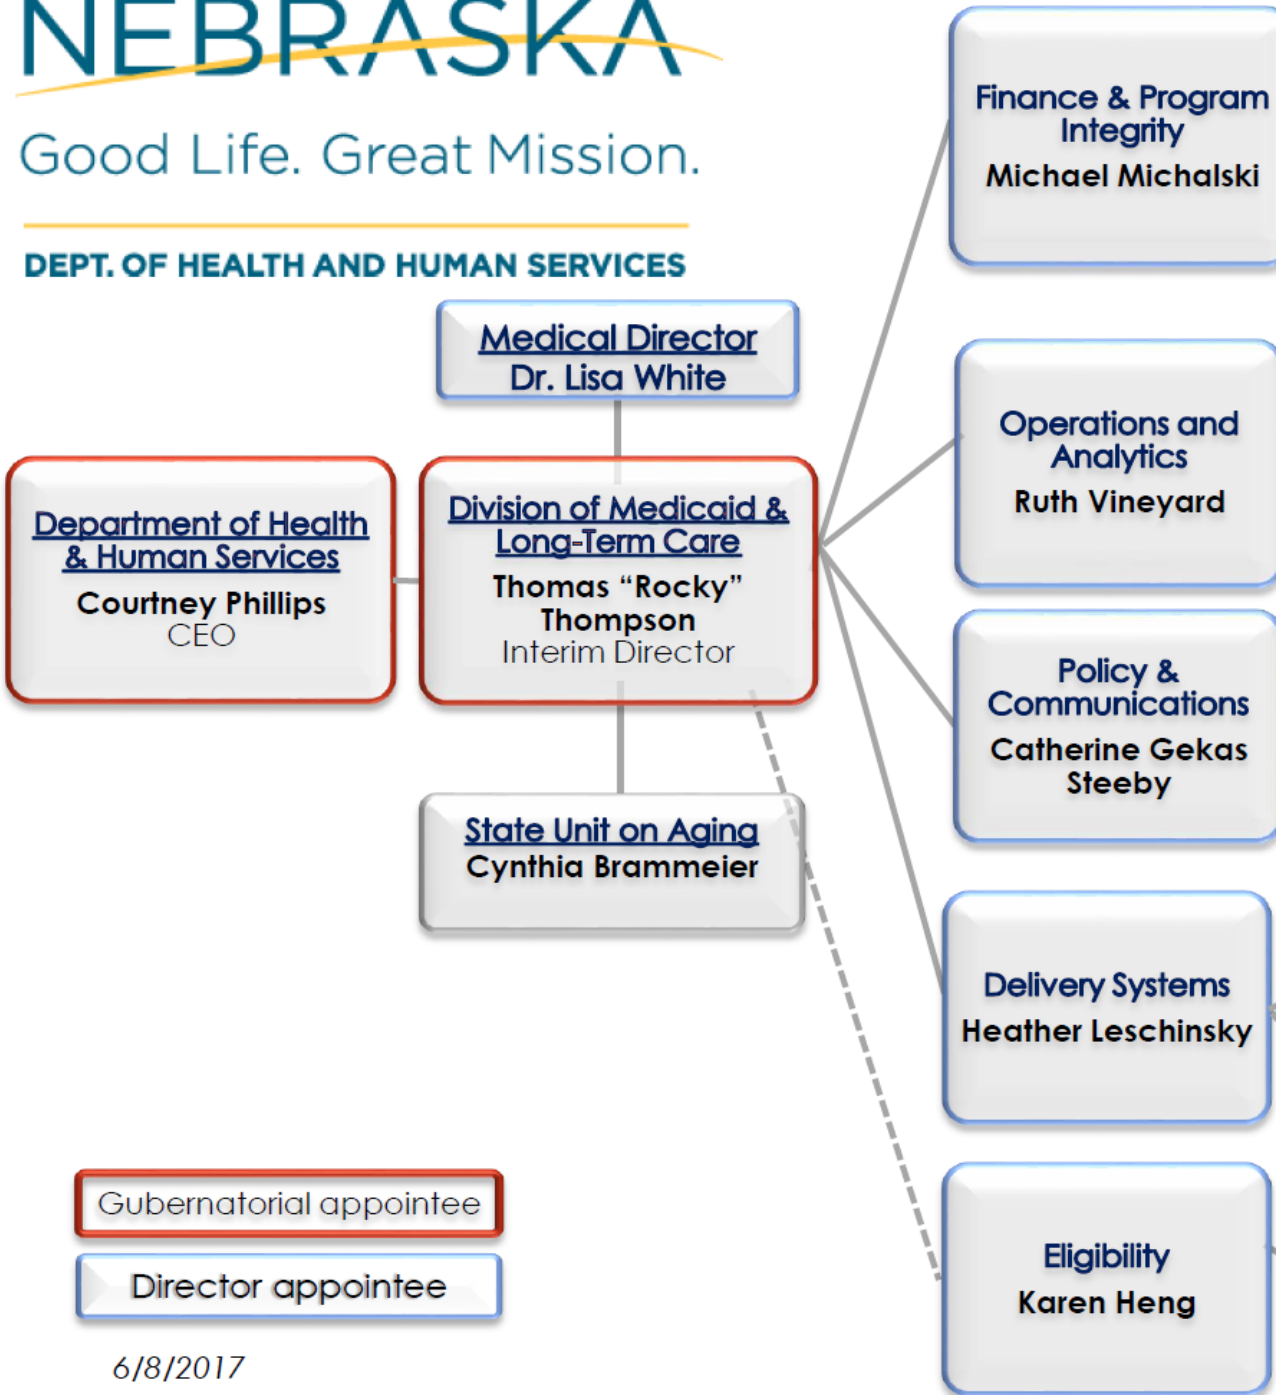 NEBRASKA
Good Life. Great Mission.
DEPT. OF HEALTH AND HUMAN SERVICES
Medical Director
Dr. Lisa White
Department of Health
& Human Services
Courtney Phillips
CEO
Division of Medicaid &
Long-Term Care
Thomas “Rocky”
Thompson
Interim Director
State Unit on Aging
Cynthia Brammeier
Finance & Program
Integrity
Michael Michalski
Operations and
Analytics
Ruth Vineyard
Policy &
Communications
Catherine Gekas
Steeby
Delivery Systems
Heather Leschinsky
Eligibility
Karen Heng
Gubernatorial appointee
Director appointee
6/8/2017